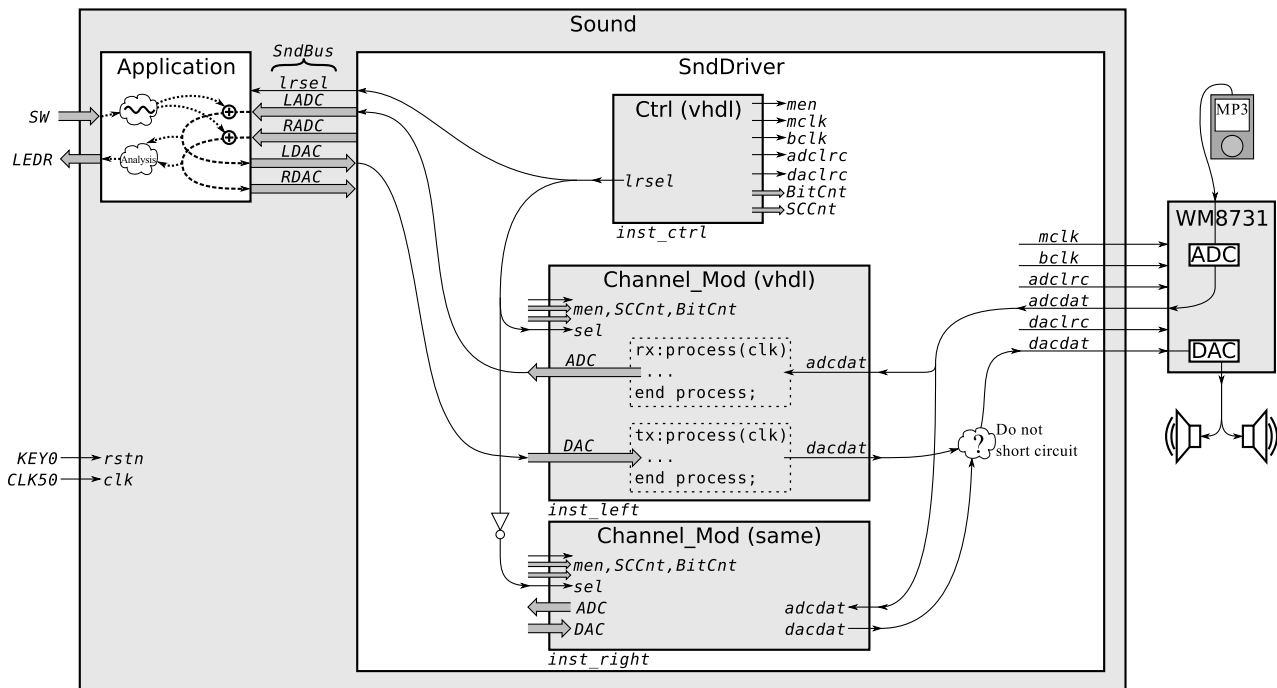 Sound
Application
SndBus
SndDriver
lrsel
LADC
RADC
LDAC
RDAC
SW
LEDR
Analysis
Ctrl (vhdl)
men
mclk
bclk
adclrc
daclrc
BitCnt
SCCnt
lrsel
inst_ctrl
MP3
WM8731
ADC
DAC
mclk
bclk
adclrc
adcdat
daclrc
dacdat
Channel_Mod (vhdl)
men,SCCnt,BitCnt
sel
ADC
rx:process(clk)
...
end process;
adcdat
DAC
tx:process(clk)
...
end process;
dacdat
inst_left
?
Do not
short circuit
KEY0
rstn
CLK50
clk
Channel_Mod (same)
men,SCCnt,BitCnt
sel
ADC
DAC
adcdat
dacdat
inst_right